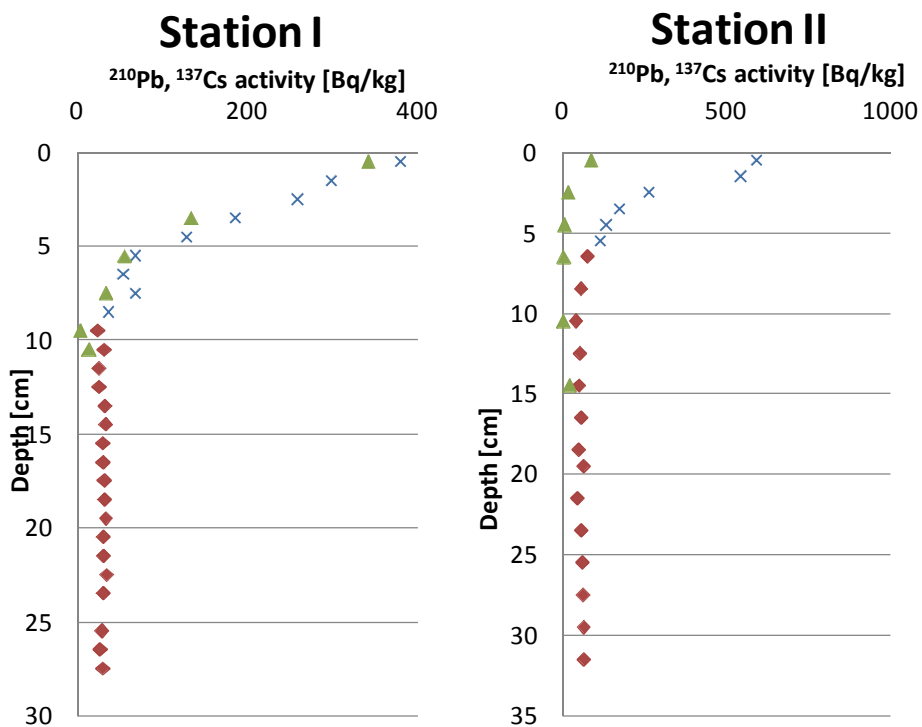 Station I
²¹⁰Pb, ¹³⁷Cs activity [Bq/kg]
0 200 400
0
5
10
15
20
25
30
Depth [cm]
Station II
²¹⁰Pb, ¹³⁷Cs activity [Bq/kg]
0 500 1000
0
5
10
15
20
25
30
35
Depth [cm]